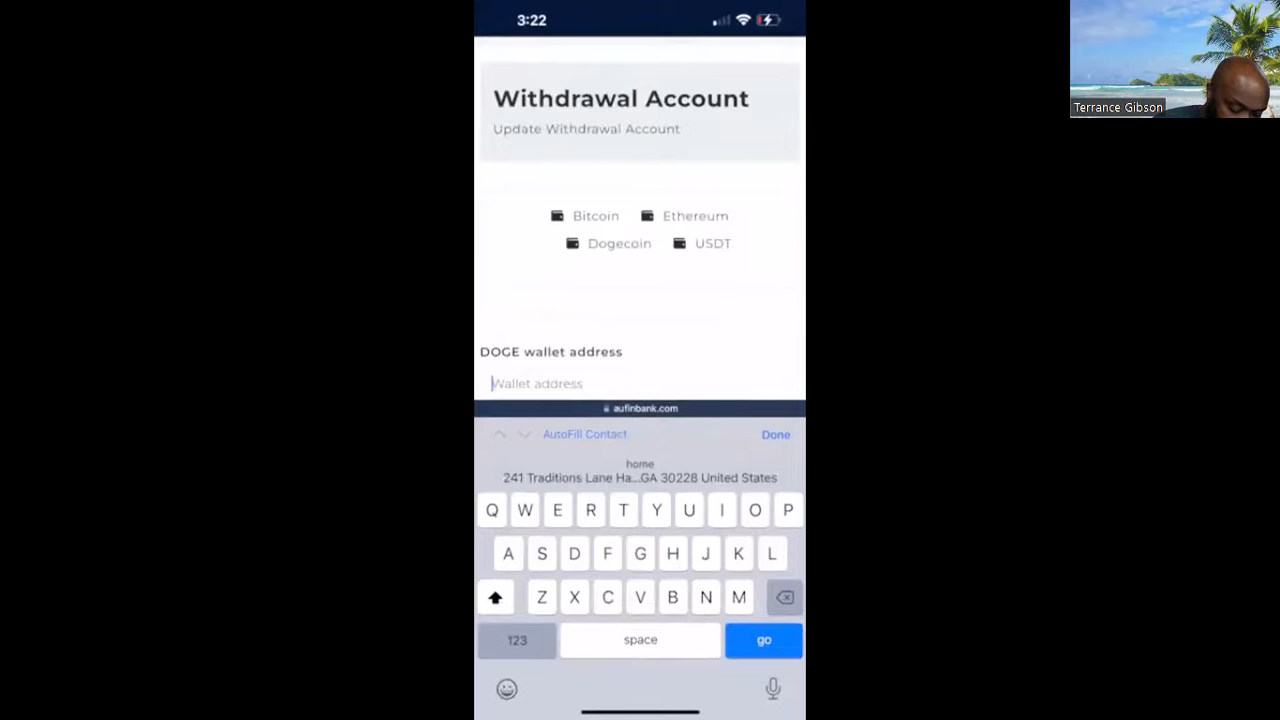 3:22
Terrance Gibson
Withdrawal Account
Update Withdrawal Account
Bitcoin Ethereum
Dogecoin USDT
DOGE wallet address
Wallet address
aufinbank.com
AutoFill Contact Done
home
241 Traditions Lane Ha...GA 30228 United States
Q W E R T Y U I O P
A S D F G H J K L
Z X C V B N M
123 space go